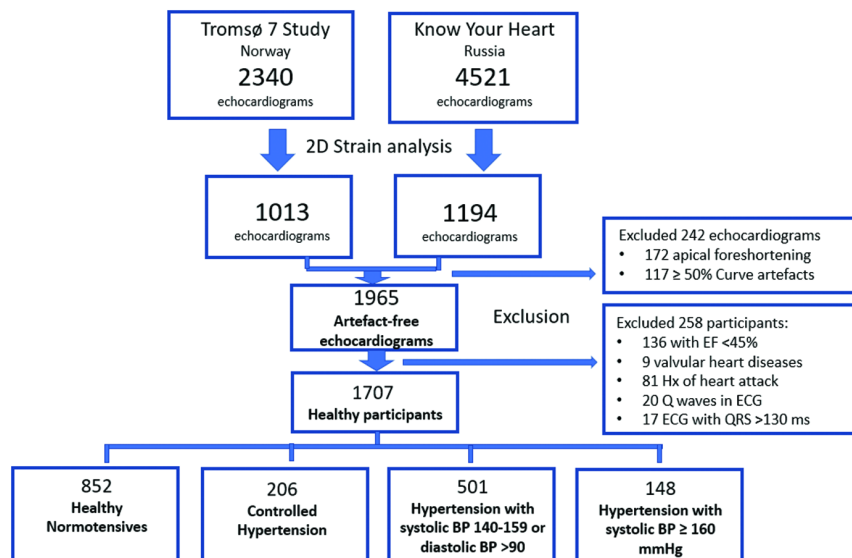 Tromsø 7 Study
Norway
2340
echocardiograms
Know Your Heart
Russia
4521
echocardiograms
2D Strain analysis
1013
echocardiograms
1194
echocardiograms
Excluded 242 echocardiograms
• 172 apical foreshortening
• 117 ≥ 50% Curve artefacts
1965
Artefact-free
echocardiograms
Exclusion
Excluded 258 participants:
• 136 with EF <45%
• 9 valvular heart diseases
• 81 Hx of heart attack
• 20 Q waves in ECG
• 17 ECG with QRS >130 ms
1707
Healthy participants
852
Healthy
Normotensives
206
Controlled
Hypertension
501
Hypertension with
systolic BP 140-159 or
diastolic BP >90
148
Hypertension with
systolic BP ≥ 160
mmHg